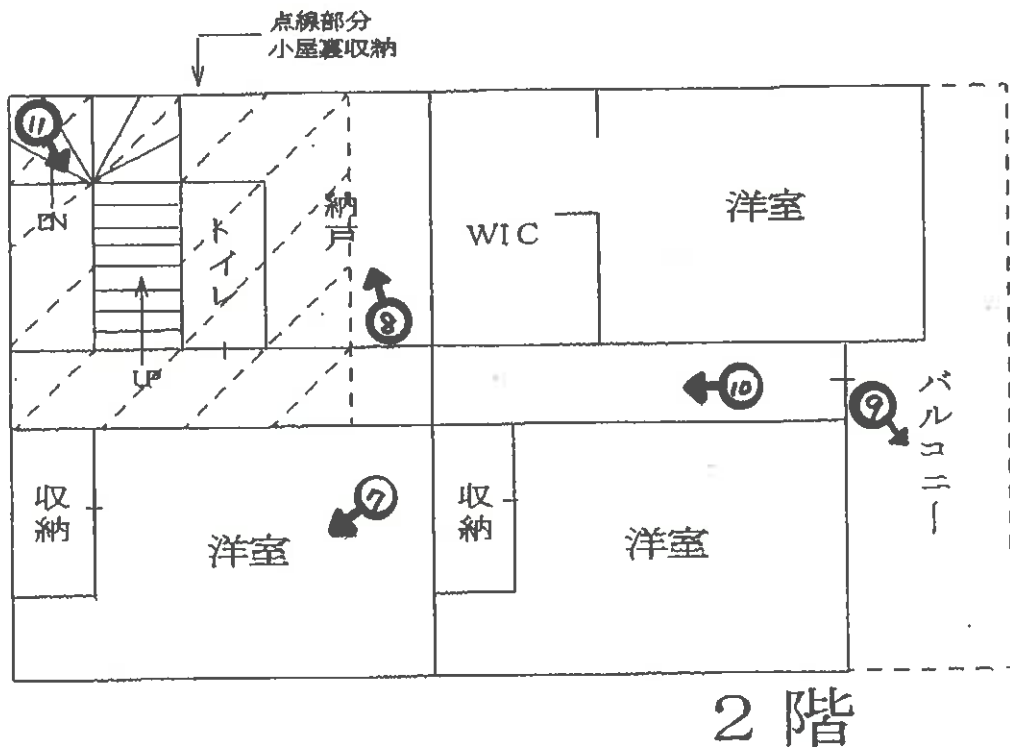 点線部分
小屋裏収納
⑪
DN
トイレ
納戸
WIC
洋室
⑧
UP
⑩
⑨
バルコニー
収納
洋室
⑦
収納
洋室
2階